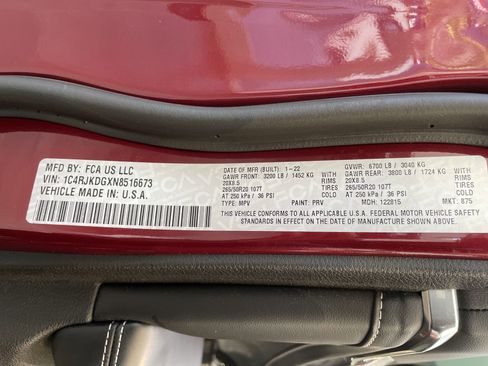 MFD BY: FCA US LLC
VIN: 1C4RJKDGXN8516673
VEHICLE MADE IN U.S.A.
DATE OF MFR (BUILT): 1-22 GVWR: 6700 LB / 3040 KG
GAWR FRONT: 3200 LB / 1452 KG WITH GAWR REAR: 3800 LB / 1724 KG WITH
20X8.5 RIMS 20X8.5 RIMS
265/50R20 107T TIRES 265/50R20 107T TIRES
AT 250 kPa / 36 PSI COLD AT 250 kPa / 36 PSI COLD
TYPE: MPV PAINT: PRV MDH: 122815 MKT: 875
THIS VEHICLE CONFORMS TO ALL APPLICABLE U.S.A. FEDERAL MOTOR VEHICLE SAFETY
STANDARDS IN EFFECT ON THE DATE OF MANUFACTURE SHOWN ABOVE.